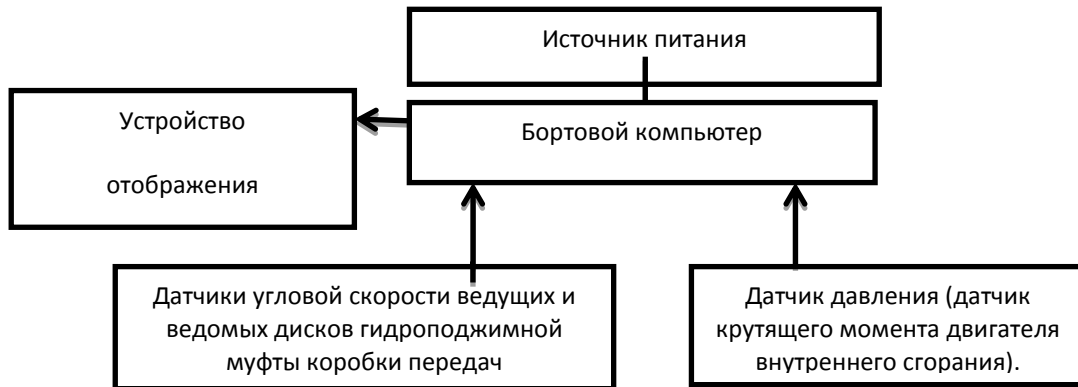 Источник питания
Устройство
отображения
Бортовой компьютер
Датчики угловой скорости ведущих и
ведомых дисков гидроподжимной
муфты коробки передач
Датчик давления (датчик
крутящего момента двигателя
внутреннего сгорания).